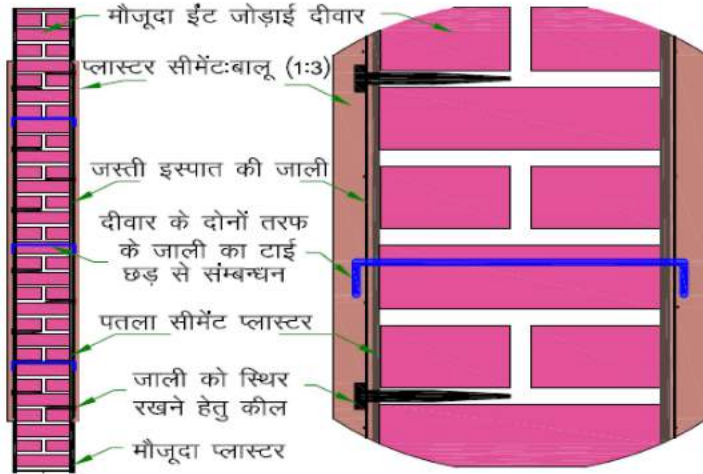 मौजूदा ईंट जोड़ाई दीवार
प्लास्टर सीमेंट:बालू (1:3)
जस्ती इस्पात की जाली
दीवार के दोनों तरफ
के जाली का टाई
छड़ से संम्बन्धन
पतला सीमेंट प्लास्टर
जाली को स्थिर
रखने हेतु कील
मौजूदा प्लास्टर